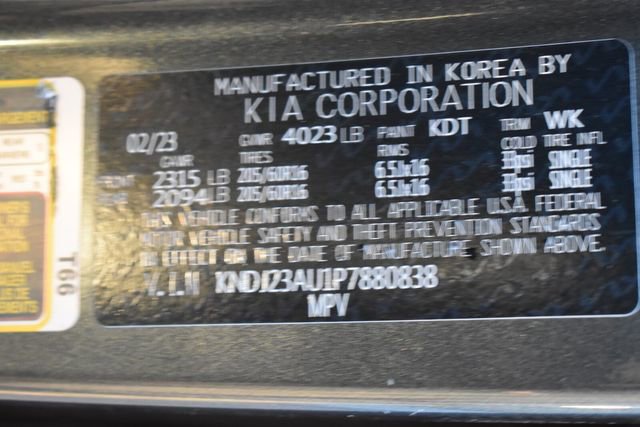 MANUFACTURED IN KOREA BY
KIA CORPORATION
02/23 GVWR 4023 LB PAINT KDT TRIM WK
GAWR TIRES RIMS COLD TIRE INFL
FRONT 2315 LB 205/60R16 6.5Jx16 33psi SINGLE
2094 LB 205/60R16 6.5Jx16 33psi SINGLE
THIS VEHICLE CONFORMS TO ALL APPLICABLE U.S.A. FEDERAL
MOTOR VEHICLE SAFETY AND THEFT PREVENTION STANDARDS
IN EFFECT ON THE DATE OF MANUFACTURE SHOWN ABOVE.
V.I.N KNDJ23AU1P7880838
MPV
T66